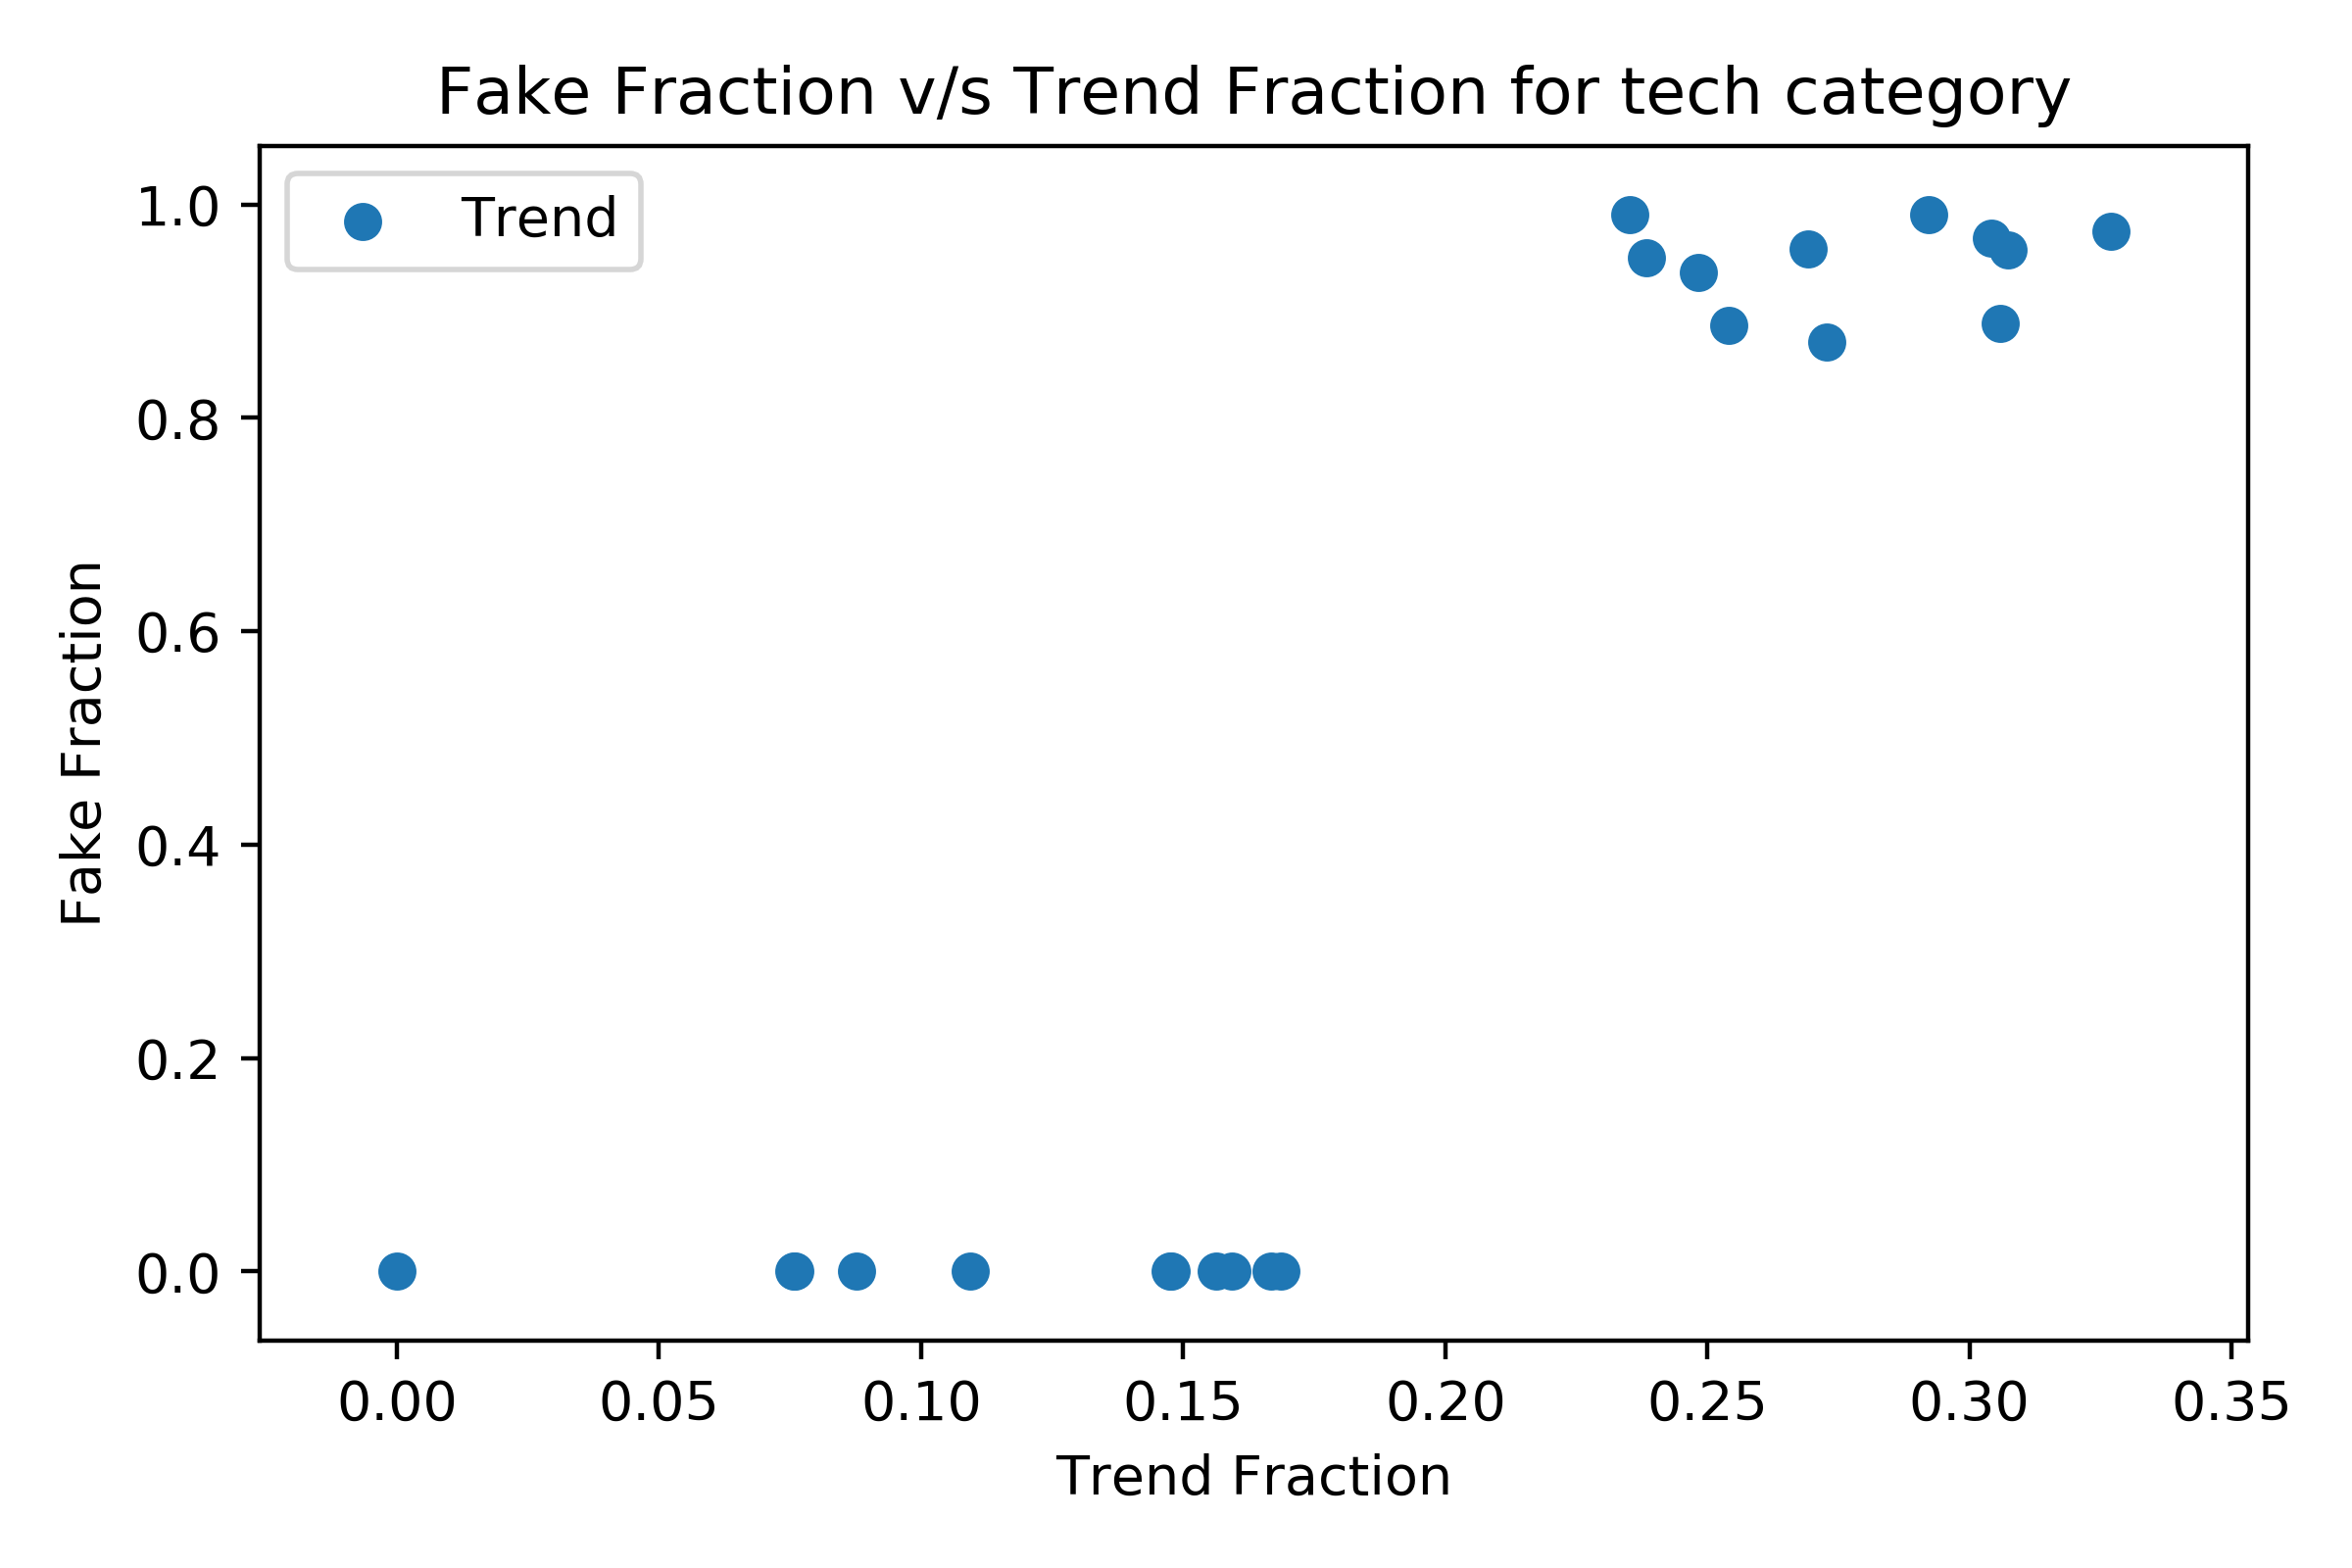 Fake Fraction v/s Trend Fraction for tech category
Trend
1.0
0.8
0.6
0.4
0.2
0.0
Fake Fraction
0.00 0.05 0.10 0.15 0.20 0.25 0.30 0.35
Trend Fraction